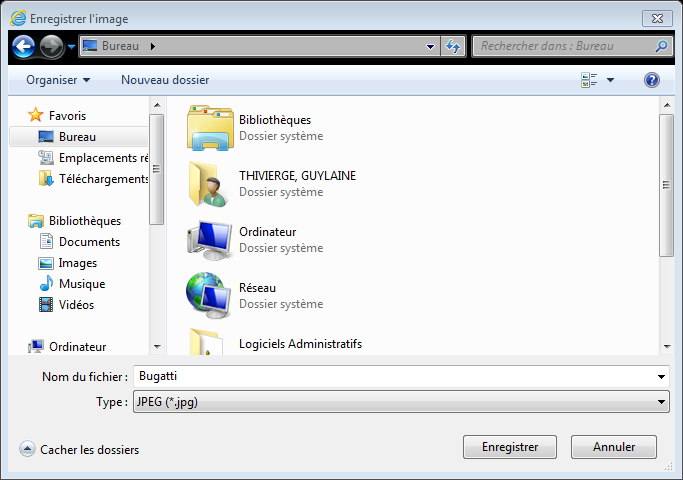 Enregistrer l'image
Bureau
Rechercher dans : Bureau
Organiser
Nouveau dossier
Favoris
Bureau
Emplacements ré
Téléchargements
Bibliothèques
Documents
Images
Musique
Vidéos
Ordinateur
Bibliothèques
Dossier système
THIVIERGE, GUYLAINE
Dossier système
Ordinateur
Dossier système
Réseau
Dossier système
Logiciels Administratifs
Nom du fichier : Bugatti
Type : JPEG (*.jpg)
Cacher les dossiers
Enregistrer
Annuler